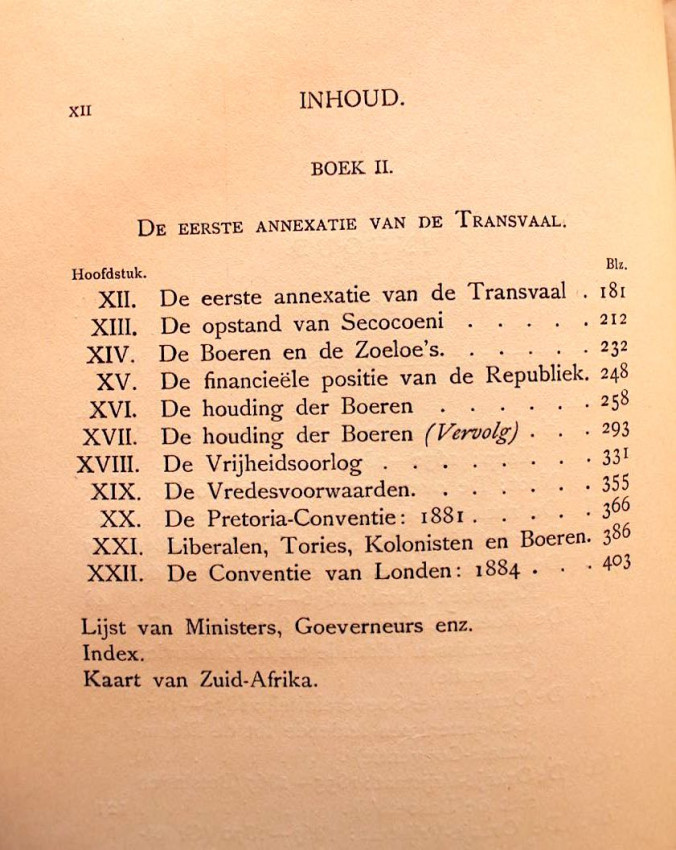 XII
INHOUD.
BOEK II.
DE EERSTE ANNEXATIE VAN DE TRANSVAAL.
Hoofdstuk. Blz.
XII. De eerste annexatie van de Transvaal . 181
XIII. De opstand van Secocoeni . . . . . 212
XIV. De Boeren en de Zoeloe's. . . . . . 232
XV. De financieële positie van de Republiek. 248
XVI. De houding der Boeren . . . . . . 258
XVII. De houding der Boeren (Vervolg) . . . 293
XVIII. De Vrijheidsoorlog . . . . . . . . 331
XIX. De Vredesvoorwaarden. . . . . . . 355
XX. De Pretoria-Conventie: 1881 . . . . . 366
XXI. Liberalen, Tories, Kolonisten en Boeren. 386
XXII. De Conventie van Londen: 1884 . . . 403
Lijst van Ministers, Goeverneurs enz.
Index.
Kaart van Zuid-Afrika.